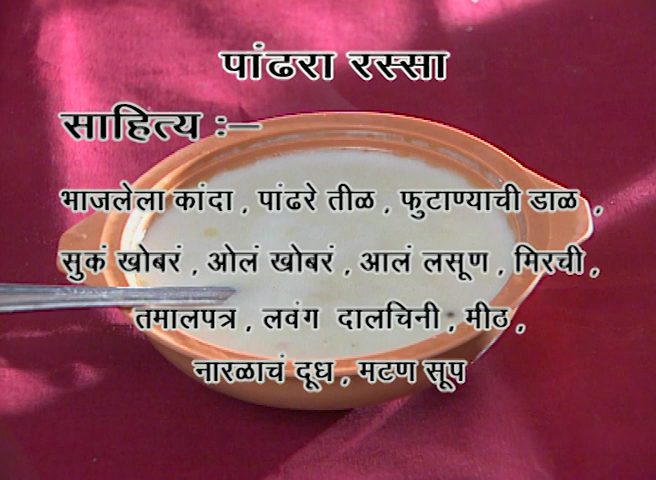 पांढरा रस्सा
साहित्य :–
भाजलेला कांदा , पांढरे तीळ , फुटाण्याची डाळ ,
सुकं खोबरं , ओलं खोबरं , आलं लसूण , मिरची ,
तमालपत्र , लवंग दालचिनी , मीठ ,
नारळाचं दूध , मटण सूप